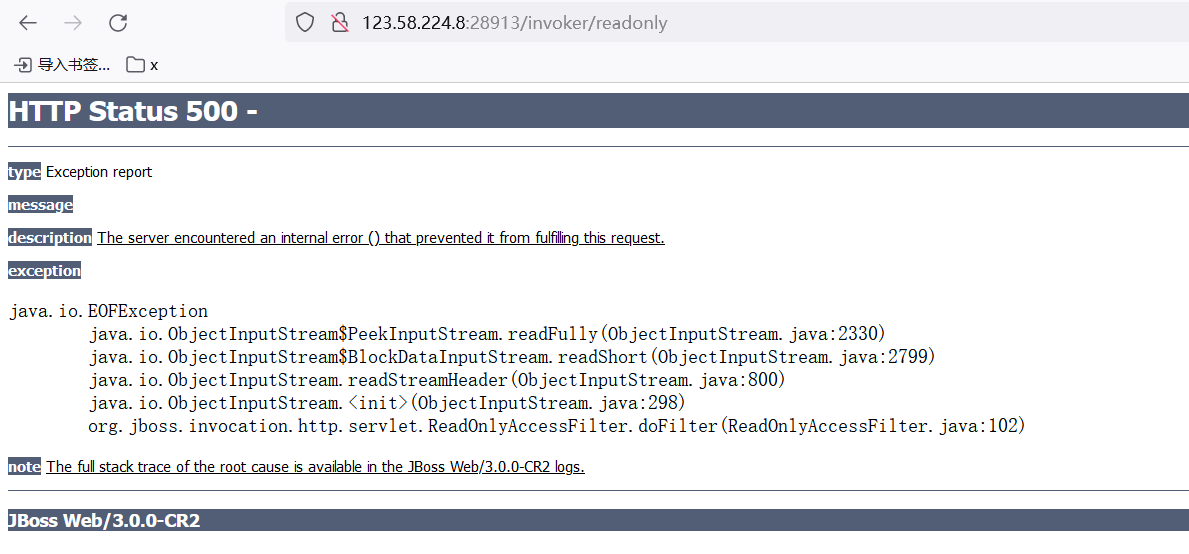 123.58.224.8:28913/invoker/readonly
导入书签... x
HTTP Status 500 -
type Exception report
message
description The server encountered an internal error () that prevented it from fulfilling this request.
exception
java.io.EOFException
java.io.ObjectInputStream$PeekInputStream.readFully(ObjectInputStream.java:2330)
java.io.ObjectInputStream$BlockDataInputStream.readShort(ObjectInputStream.java:2799)
java.io.ObjectInputStream.readStreamHeader(ObjectInputStream.java:800)
java.io.ObjectInputStream.<init>(ObjectInputStream.java:298)
org.jboss.invocation.http.servlet.ReadOnlyAccessFilter.doFilter(ReadOnlyAccessFilter.java:102)
note The full stack trace of the root cause is available in the JBoss Web/3.0.0-CR2 logs.
JBoss Web/3.0.0-CR2